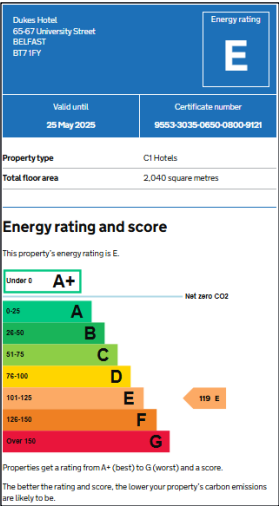 Dukes Hotel
65-67 University Street
BELFAST
BT7 1FY
Energy rating
E
Valid until
25 May 2025
Certificate number
9553-3035-0650-0800-9121
Property type
C1 Hotels
Total floor area
2,040 square metres
Energy rating and score
This property's energy rating is E.
Under 0 A+
Net zero CO2
0-25 A
26-50 B
51-75 C
76-100 D
101-125 E
119 E
126-150 F
Over 150 G
Properties get a rating from A+ (best) to G (worst) and a score.
The better the rating and score, the lower your property's carbon emissions
are likely to be.